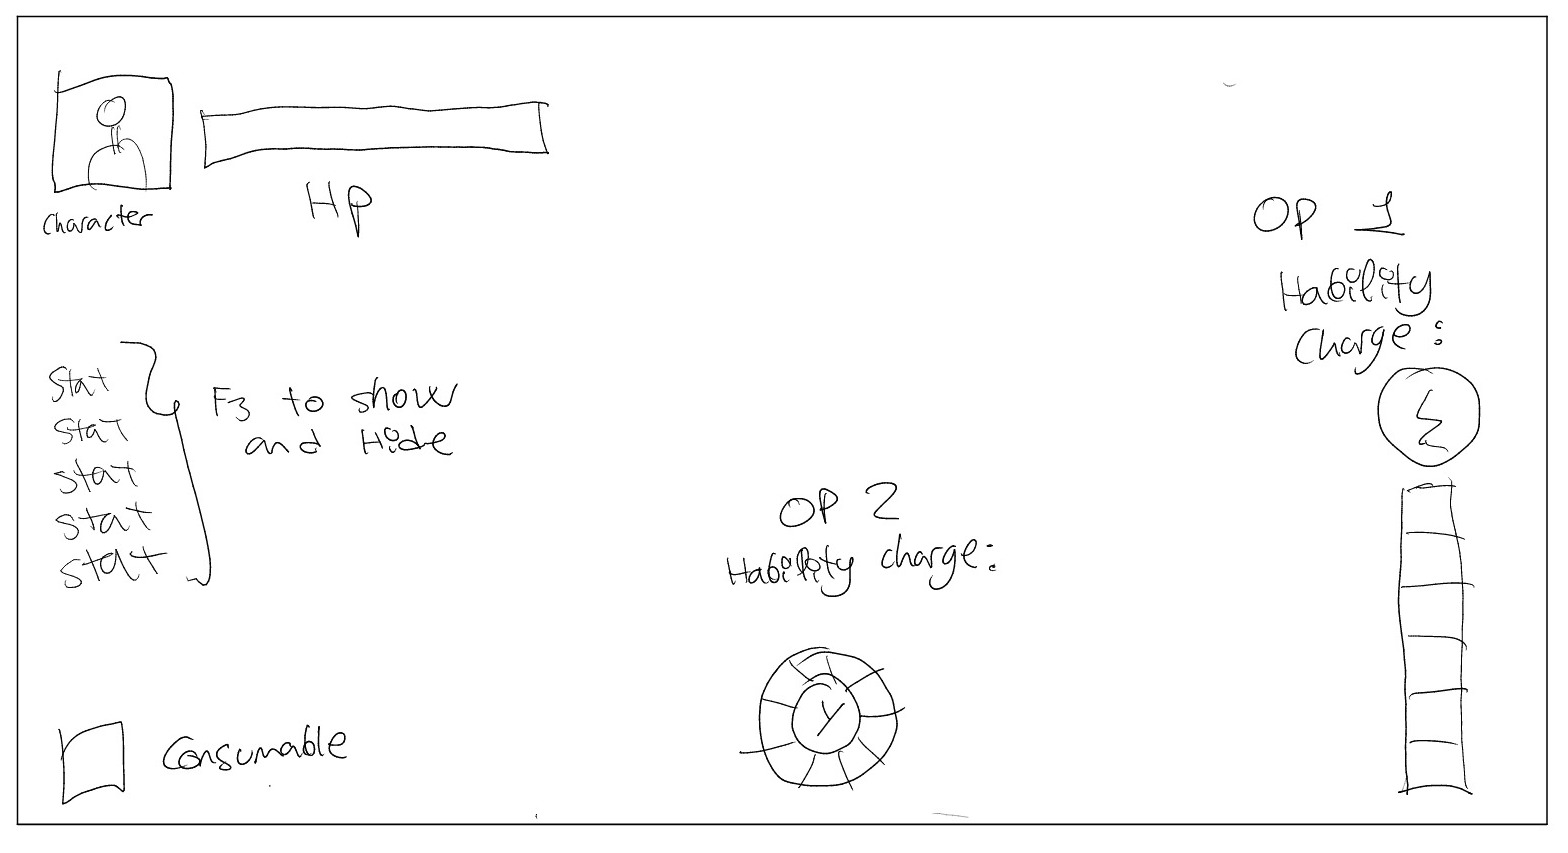 Character
Hp
Stat
Stat
Stat
Stat
Stat
F3 to show
and Hide
Consumable
OP 2
Hability charge:
OP 1
Hability
Charge: